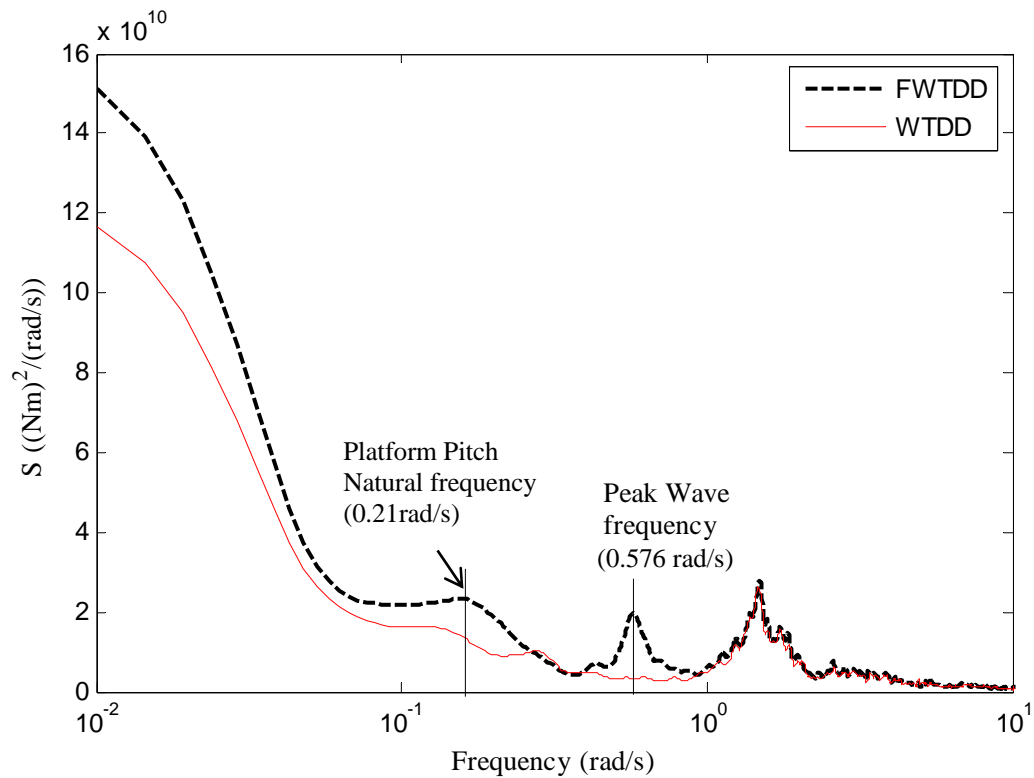 x 10^10
16
14
12
10
8
6
4
2
0
S ((Nm)^2/(rad/s))
FWTDD
WTDD
Platform Pitch
Natural frequency
(0.21rad/s)
Peak Wave
frequency
(0.576 rad/s)
10^-2
10^-1
10^0
10^1
Frequency (rad/s)